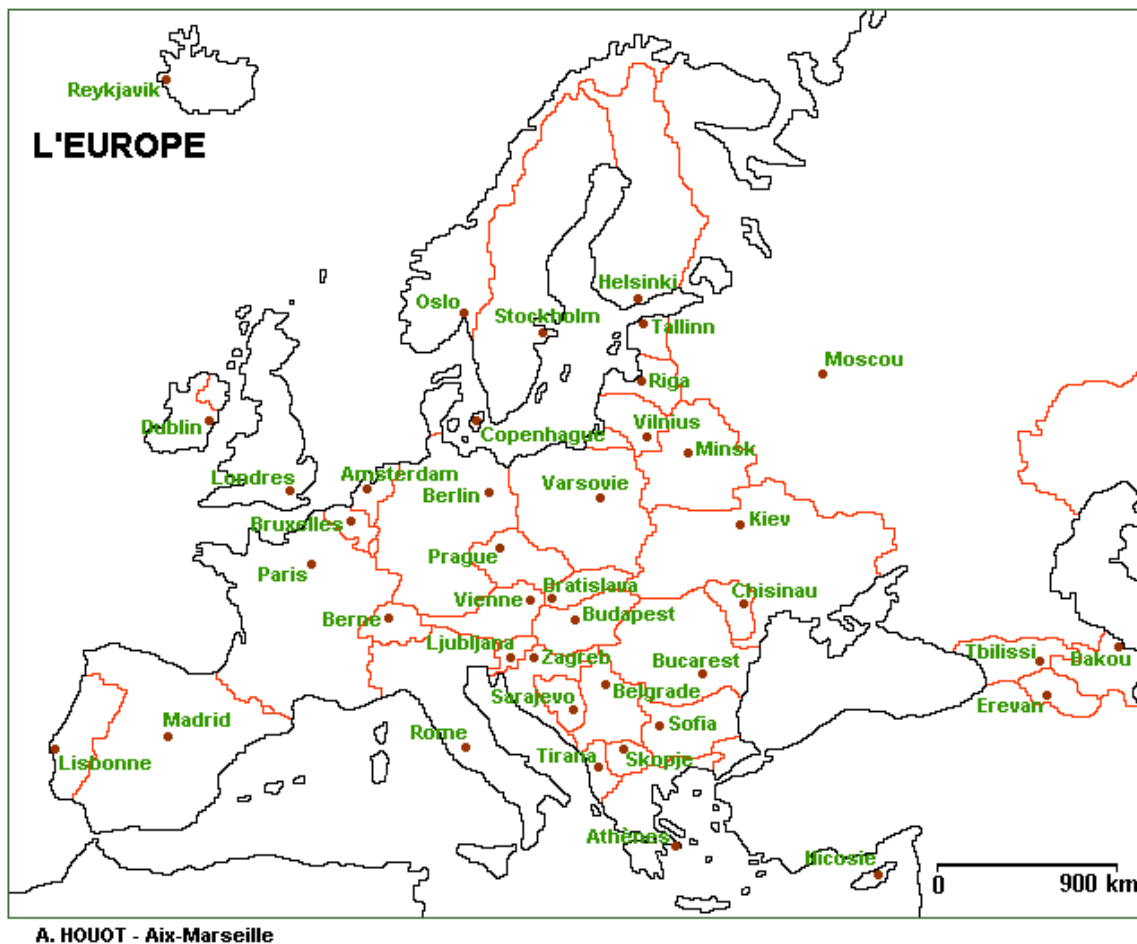 Reykjavik
L'EUROPE
Helsinki
Oslo
Stockholm
Tallinn
Moscou
Riga
Dublin
Copenhague
Vilnius
Minsk
Londres
Amsterdam
Berlin
Varsovie
Bruxelles
Kiev
Paris
Prague
Bratislava
Vienne
Chisinau
Berne
Budapest
Ljubljana
Zagreb
Bucarest
Tbilissi
Bakou
Sarajevo
Belgrade
Erevan
Madrid
Rome
Sofia
Lisbonne
Tirana
Skopje
Athènes
Nicosie
0 900 km
A. HOUOT - Aix-Marseille